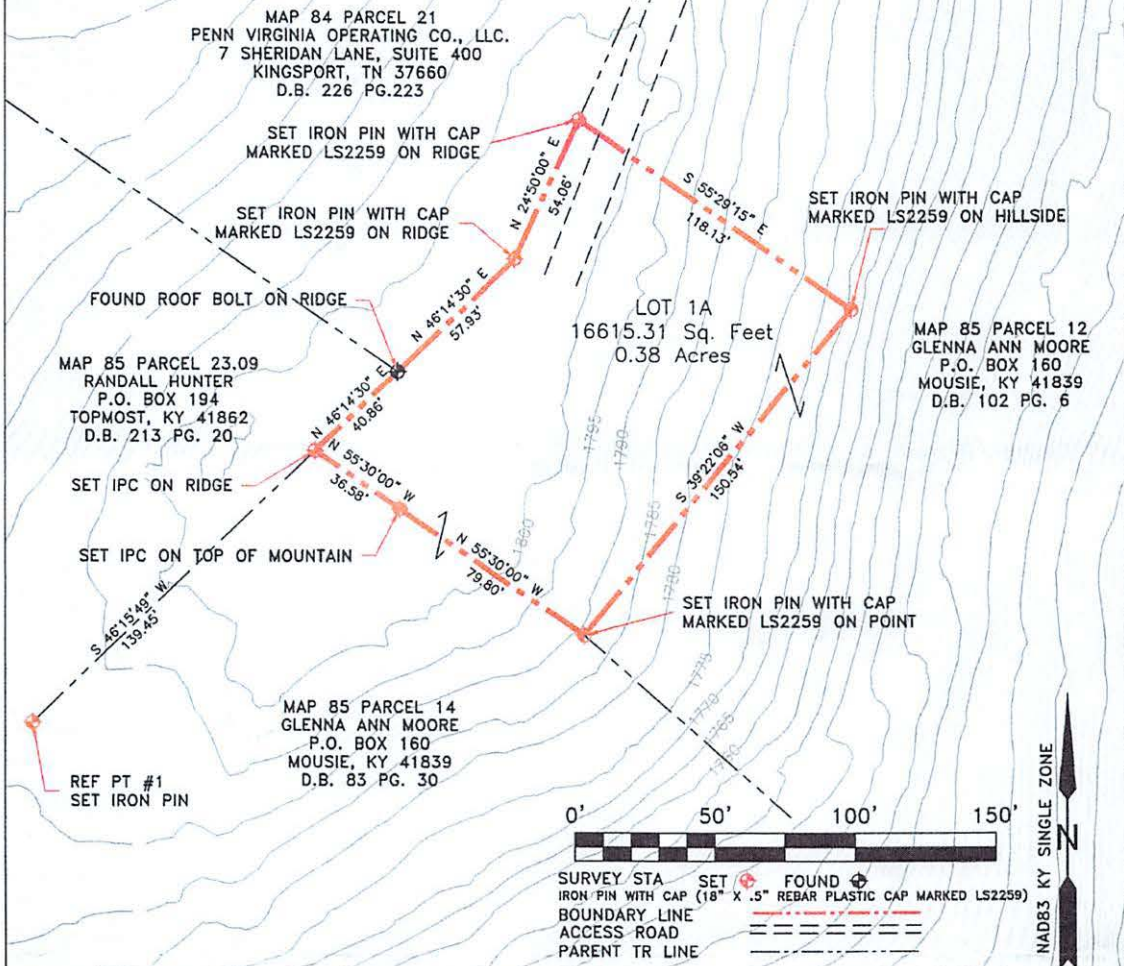 MAP 84 PARCEL 21
PENN VIRGINIA OPERATING CO., LLC.
7 SHERIDAN LANE, SUITE 400
KINGSPORT, TN 37660
D.B. 226 PG.223
SET IRON PIN WITH CAP
MARKED LS2259 ON RIDGE
N 24°50'00" E
54.06'
S 55°29'15" E
118.13'
SET IRON PIN WITH CAP
MARKED LS2259 ON HILLSIDE
SET IRON PIN WITH CAP
MARKED LS2259 ON RIDGE
FOUND ROOF BOLT ON RIDGE
N 46°14'30" E
57.93'
LOT 1A
16615.31 Sq. Feet
0.38 Acres
MAP 85 PARCEL 12
GLENNA ANN MOORE
P.O. BOX 160
MOUSIE, KY 41839
D.B. 102 PG. 6
MAP 85 PARCEL 23.09
RANDALL HUNTER
P.O. BOX 194
TOPMOST, KY 41862
D.B. 213 PG. 20
N 46°14'30" E
40.86'
SET IPC ON RIDGE
N 55°30'00" W
36.58'
1795
1790
S 39°22'06" W
150.54'
1785
1780
1800
SET IPC ON TOP OF MOUNTAIN
N 55°30'00" W
79.80'
SET IRON PIN WITH CAP
MARKED LS2259 ON POINT
S 46°15'49" W
139.45'
1775
1770
1765
1760
MAP 85 PARCEL 14
GLENNA ANN MOORE
P.O. BOX 160
MOUSIE, KY 41839
D.B. 83 PG. 30
REF PT #1
SET IRON PIN
0' 50' 100' 150'
SURVEY STA SET FOUND
IRON PIN WITH CAP (18" X .5" REBAR PLASTIC CAP MARKED LS2259)
BOUNDARY LINE
ACCESS ROAD
PARENT TR LINE
N
NAD83 KY SINGLE ZONE